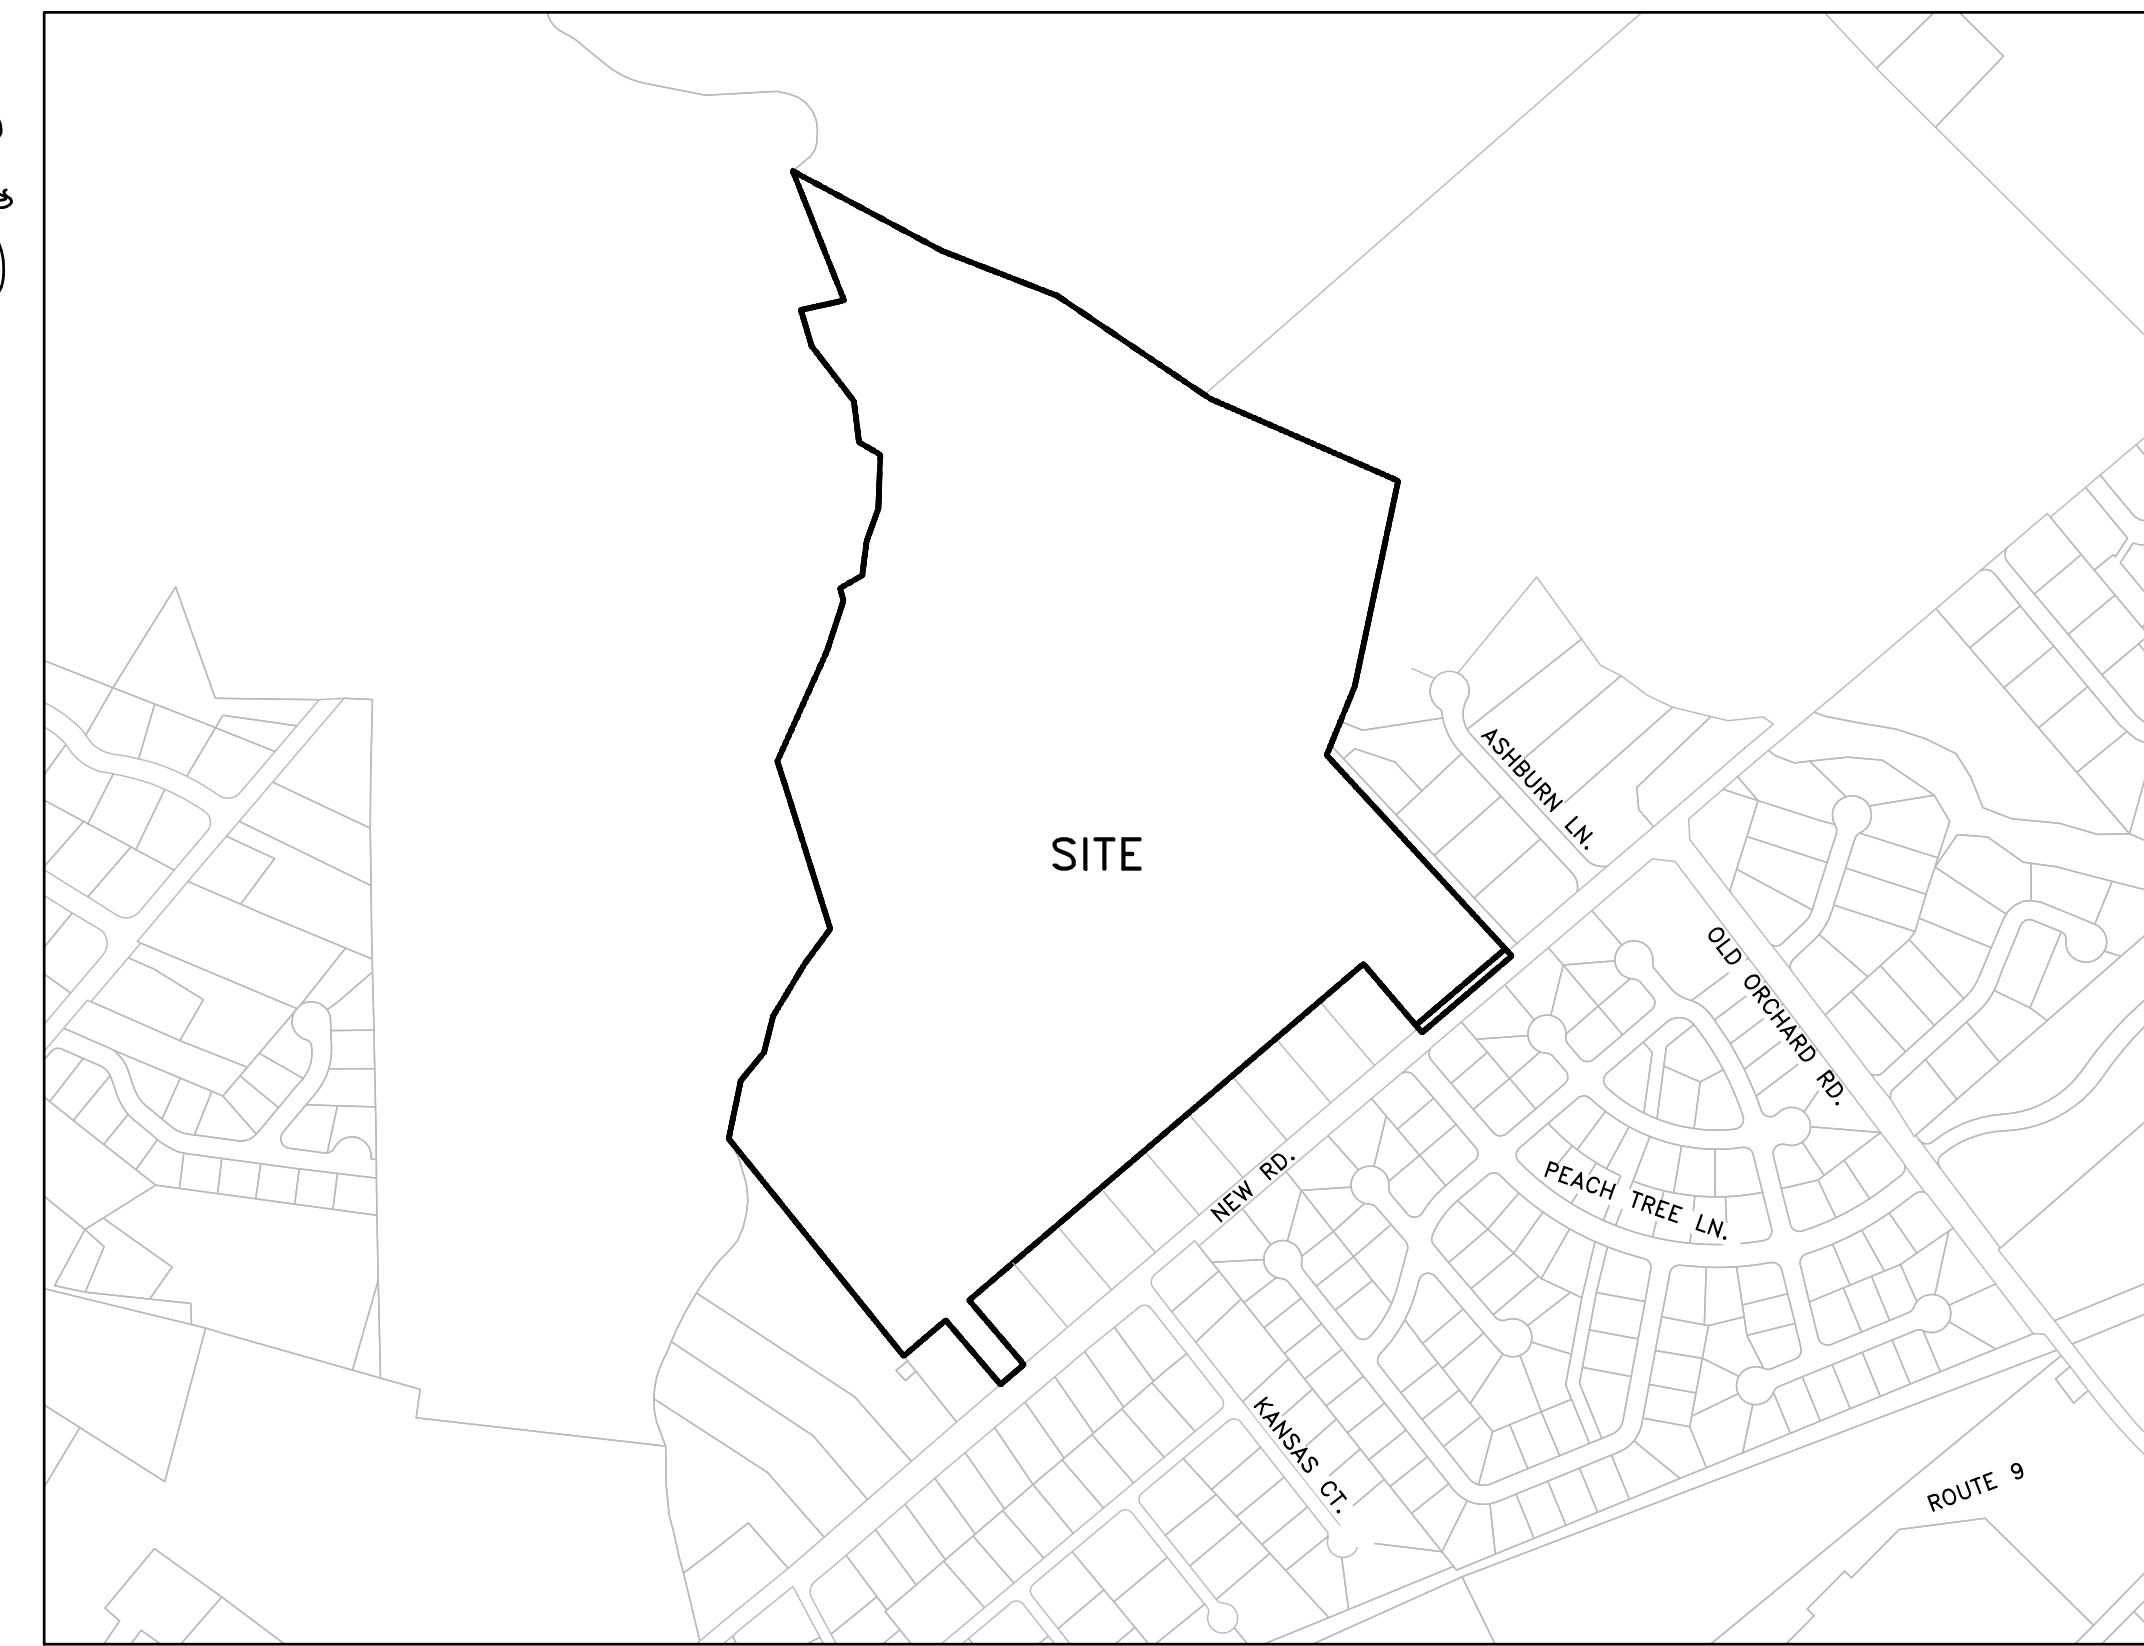 ASHBURN LN.
SITE
OLD ORCHARD RD.
NEW RD.
PEACH TREE LN.
KANSAS CT.
ROUTE 9